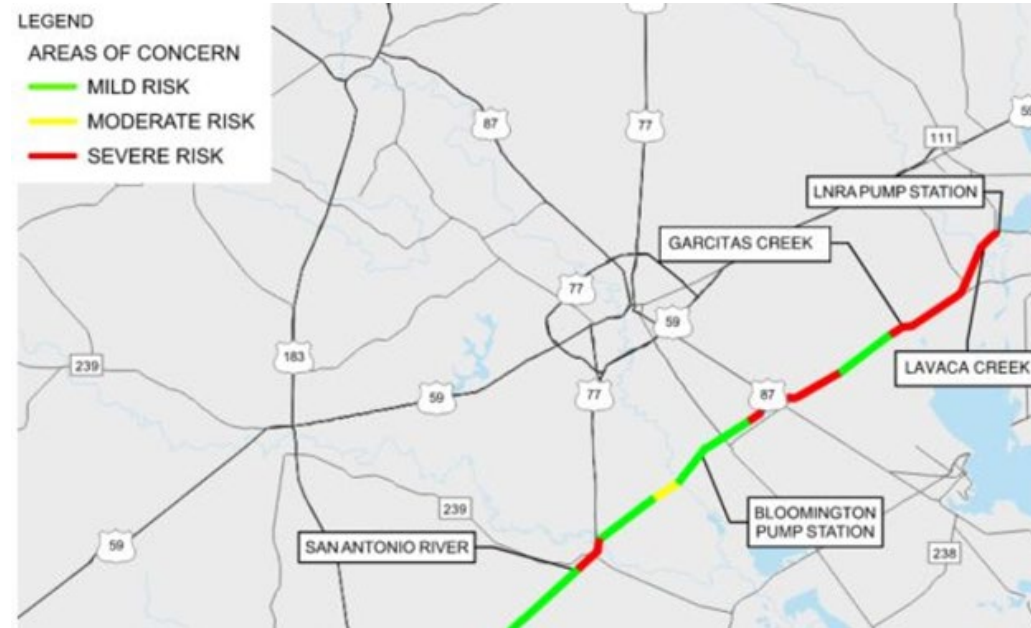 LEGEND
AREAS OF CONCERN
MILD RISK
MODERATE RISK
SEVERE RISK
87
77
111
LNRA PUMP STATION
GARCITAS CREEK
77
59
183
239
LAVACA CREEK
59
77
87
239
BLOOMINGTON
PUMP STATION
SAN ANTONIO RIVER
59
238